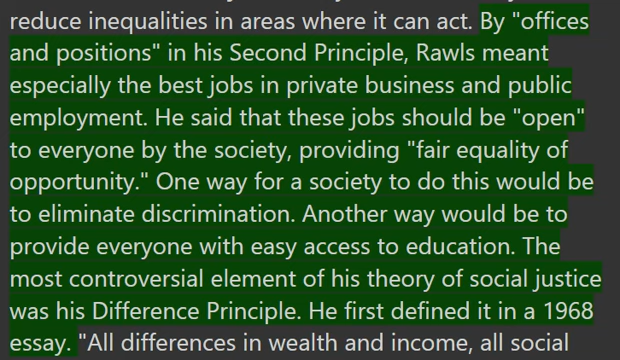 reduce inequalities in areas where it can act. By "offices
and positions" in his Second Principle, Rawls meant
especially the best jobs in private business and public
employment. He said that these jobs should be "open"
to everyone by the society, providing "fair equality of
opportunity." One way for a society to do this would be
to eliminate discrimination. Another way would be to
provide everyone with easy access to education. The
most controversial element of his theory of social justice
was his Difference Principle. He first defined it in a 1968
essay. "All differences in wealth and income, all social